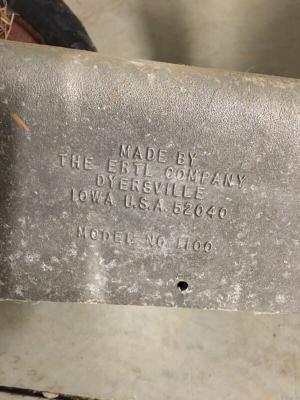 MADE BY
THE ERTL COMPANY
DYERSVILLE
IOWA U.S.A. 52040
MODEL NO. 1100